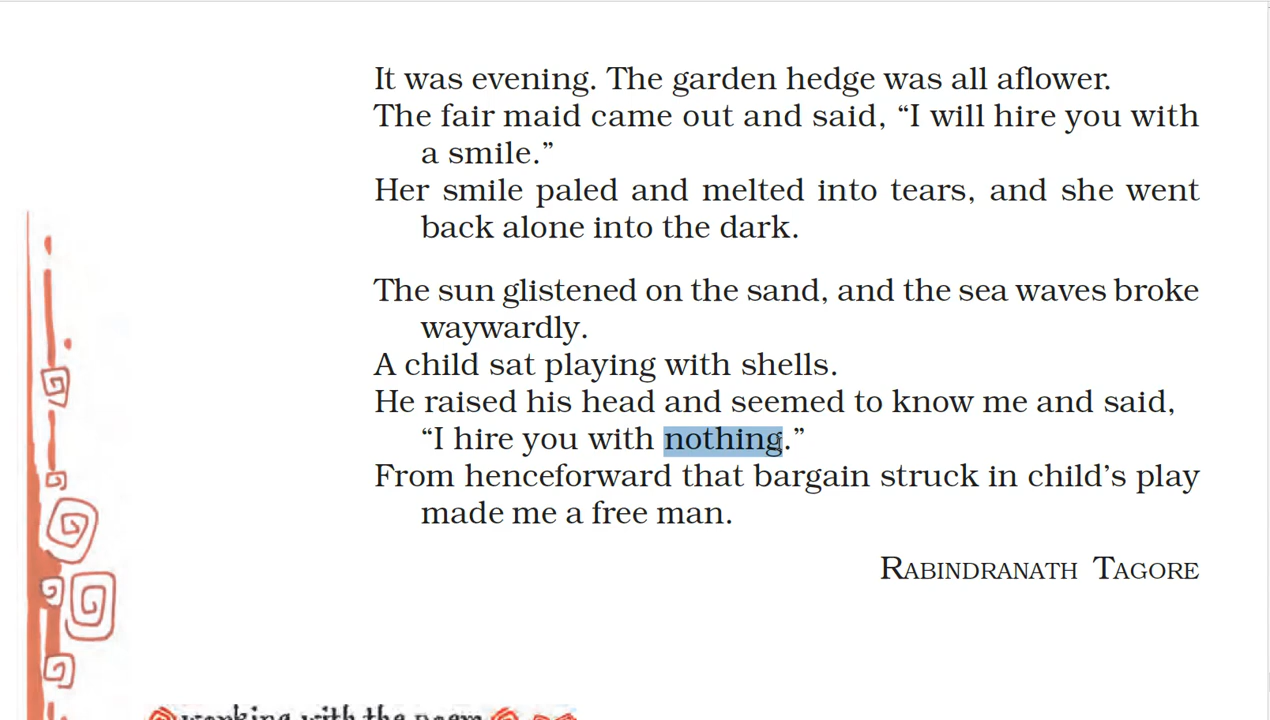 It was evening. The garden hedge was all aflower.
The fair maid came out and said, “I will hire you with
a smile.”
Her smile paled and melted into tears, and she went
back alone into the dark.
The sun glistened on the sand, and the sea waves broke
waywardly.
A child sat playing with shells.
He raised his head and seemed to know me and said,
“I hire you with nothing.”
From henceforward that bargain struck in child’s play
made me a free man.
RABINDRANATH TAGORE
working with the poem